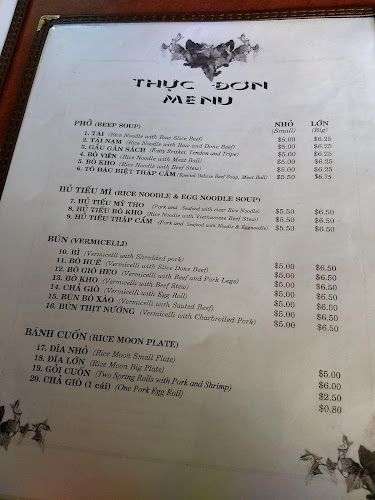 THỰC ĐƠN
MENU
PHỞ (BEEF SOUP) NHỎ LỚN
(Small) (Big)
1. TÁI (Rice Noodle with Raw Slice Beef) $5.00 $6.25
2. TÁI NAM (Rice Noodle with Raw and Done Beef) $5.00 $6.25
3. GẦU GÂN SÁCH (Fatty Brisket, Tendon and Tripe) $5.00 $6.25
4. BÒ VIÊN (Rice Noodle with Meat Ball) $5.00 $6.25
5. BÒ KHO (Rice Noodle with Beef Stew) $5.00 $6.25
6. TÔ ĐẶC BIỆT THẬP CẨM (Special Deluxe Beef Soup, Meat Ball) $5.50 $6.75
HỦ TIẾU MÌ (RICE NOODLE & EGG NOODLE SOUP)
7. HỦ TIẾU MỸ THO (Pork and Seafood with clear Rice Noodle) $5.50 $6.50
8. HỦ TIẾU BÒ KHO (Rice Noodle with Vietnamese Beef Stew) $5.50 $6.50
9. HỦ TIẾU THẬP CẨM (Pork and Seafood with Noodle & Eggnoodle) $5.50 $6.50
BÚN (VERMICELLI)
10. BÌ (Vermicelli with Shredded pork) $5.00 $6.50
11. BÒ HUẾ (Vermicelli with Slice Done Beef) $5.00 $6.50
12. BÒ GIÒ HEO (Vermicelli with Beef and Pork Legs) $5.00 $6.50
13. BÒ KHO (Vermicelli with Beef Stew) $5.00 $6.50
14. CHẢ GIÒ (Vermicelli with Egg Roll) $5.00 $6.50
15. BÚN BÒ XÀO (Vermicelli with Sauted Beef) $5.00 $6.50
16. BÚN THỊT NƯỚNG (Vermicelli with Charbroiled Pork) $5.00 $6.50
BÁNH CUỐN (RICE MOON PLATE)
17. DĨA NHỎ (Rice Moon Small Plate) $5.00
18. DĨA LỚN (Rice Moon Big Plate) $6.00
19. GỎI CUỐN (Two Spring Rolls with Pork and Shrimp) $2.50
20. CHẢ GIÒ (1 cái) (One Pork Egg Roll) $0.80